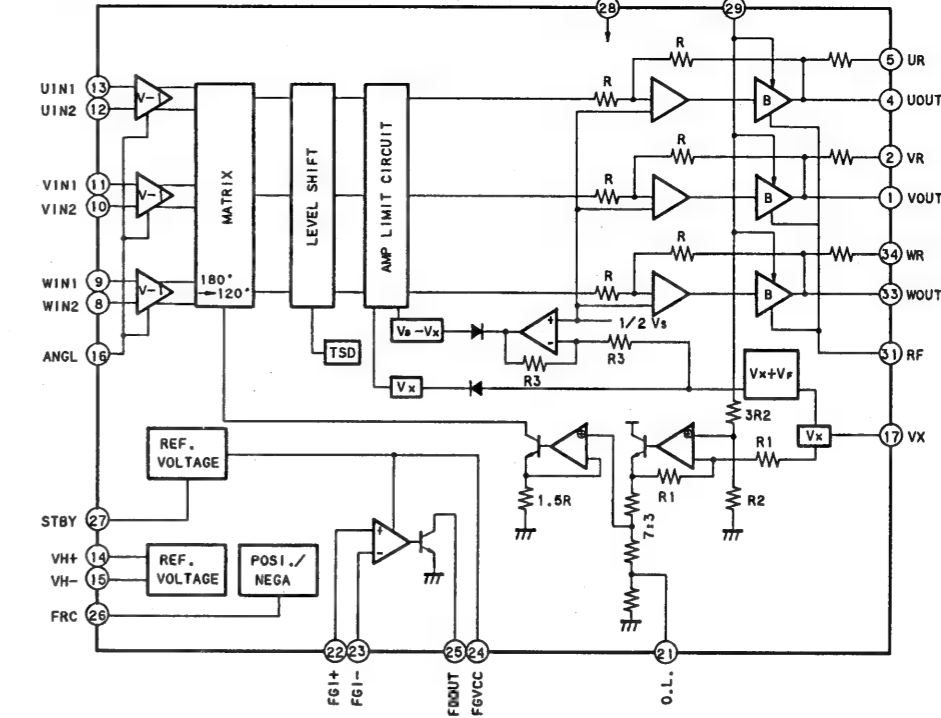 28
29
UIN1 13
UIN2 12
VIN1 11
VIN2 10
WIN1 9
WIN2 8
ANGL 16
V-1
V-1
V-1
MATRIX
180°
→120°
LEVEL SHIFT
AMP LIMIT CIRCUIT
TSD
R
R
R
R
R
R
B
B
B
5 UR
4 UOUT
2 VR
1 VOUT
34 WR
33 WOUT
31 RF
17 VX
Vs-Vx
+
-
1/2 Vs
R3
R3
Vx
Vx+VF
Vx
3R2
R1
R1
R2
⊕
⊕
1.5R
7:3
REF.
VOLTAGE
STBY 27
VH+ 14
VH- 15
FRC 26
REF.
VOLTAGE
POSI./
NEGA
+
-
22
23
25
24
21
FGI+
FGI-
FGVCC
O.L.